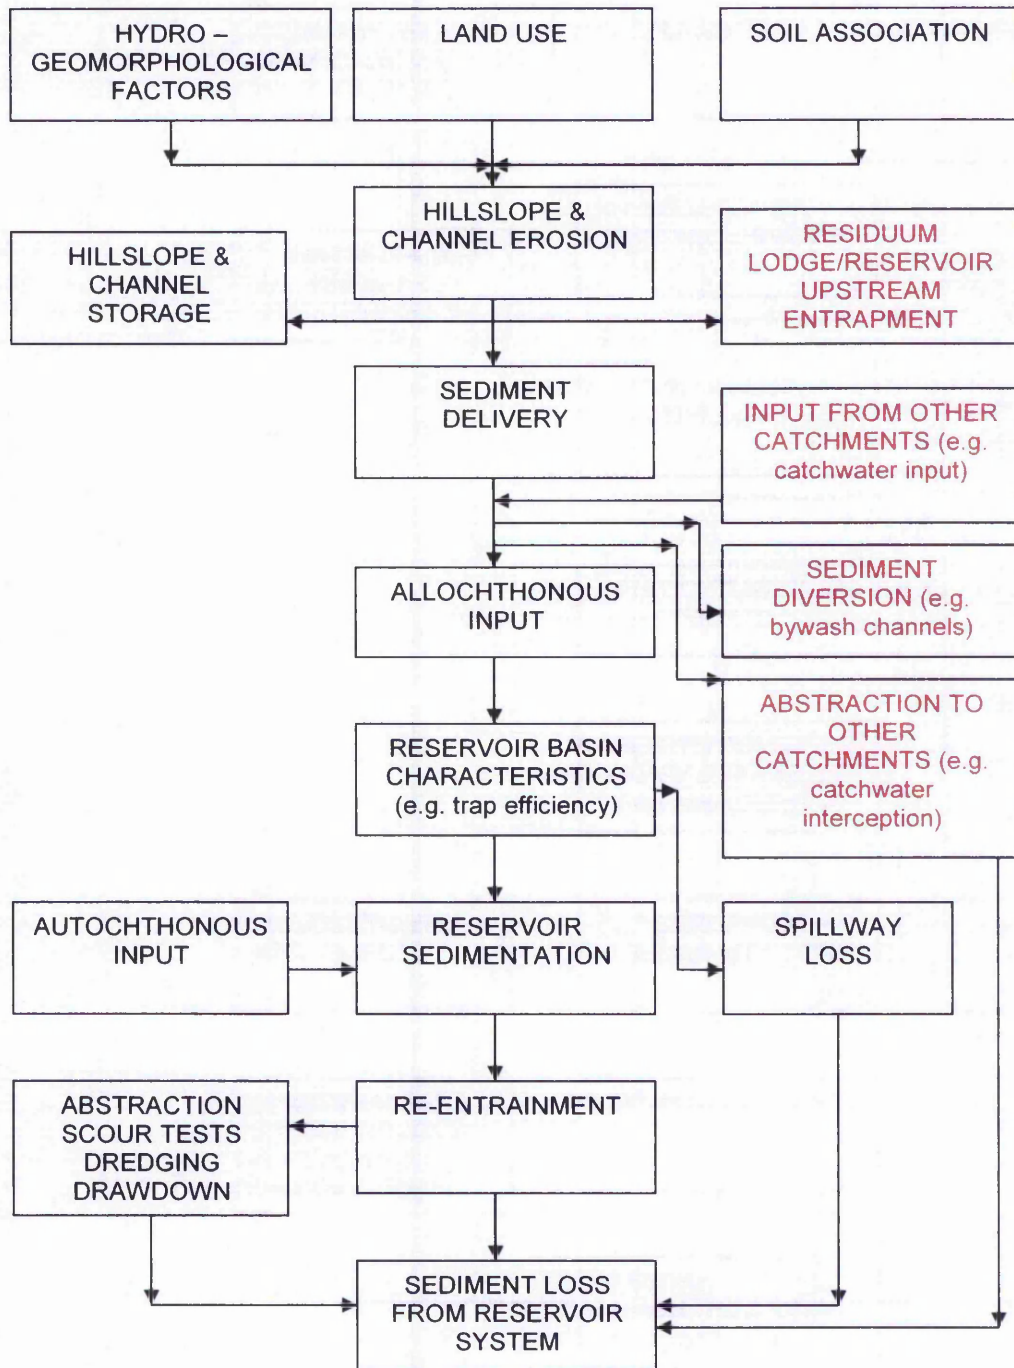 HYDRO –
GEOMORPHOLOGICAL
FACTORS
LAND USE
SOIL ASSOCIATION
HILLSLOPE &
CHANNEL EROSION
HILLSLOPE &
CHANNEL
STORAGE
RESIDUUM
LODGE/RESERVOIR
UPSTREAM
ENTRAPMENT
SEDIMENT
DELIVERY
INPUT FROM OTHER
CATCHMENTS (e.g.
catchwater input)
ALLOCHTHONOUS
INPUT
SEDIMENT
DIVERSION (e.g.
bywash channels)
ABSTRACTION TO
OTHER
CATCHMENTS (e.g.
catchwater
interception)
RESERVOIR BASIN
CHARACTERISTICS
(e.g. trap efficiency)
AUTOCHTHONOUS
INPUT
RESERVOIR
SEDIMENTATION
SPILLWAY
LOSS
ABSTRACTION
SCOUR TESTS
DREDGING
DRAWDOWN
RE-ENTRAINMENT
SEDIMENT LOSS
FROM RESERVOIR
SYSTEM